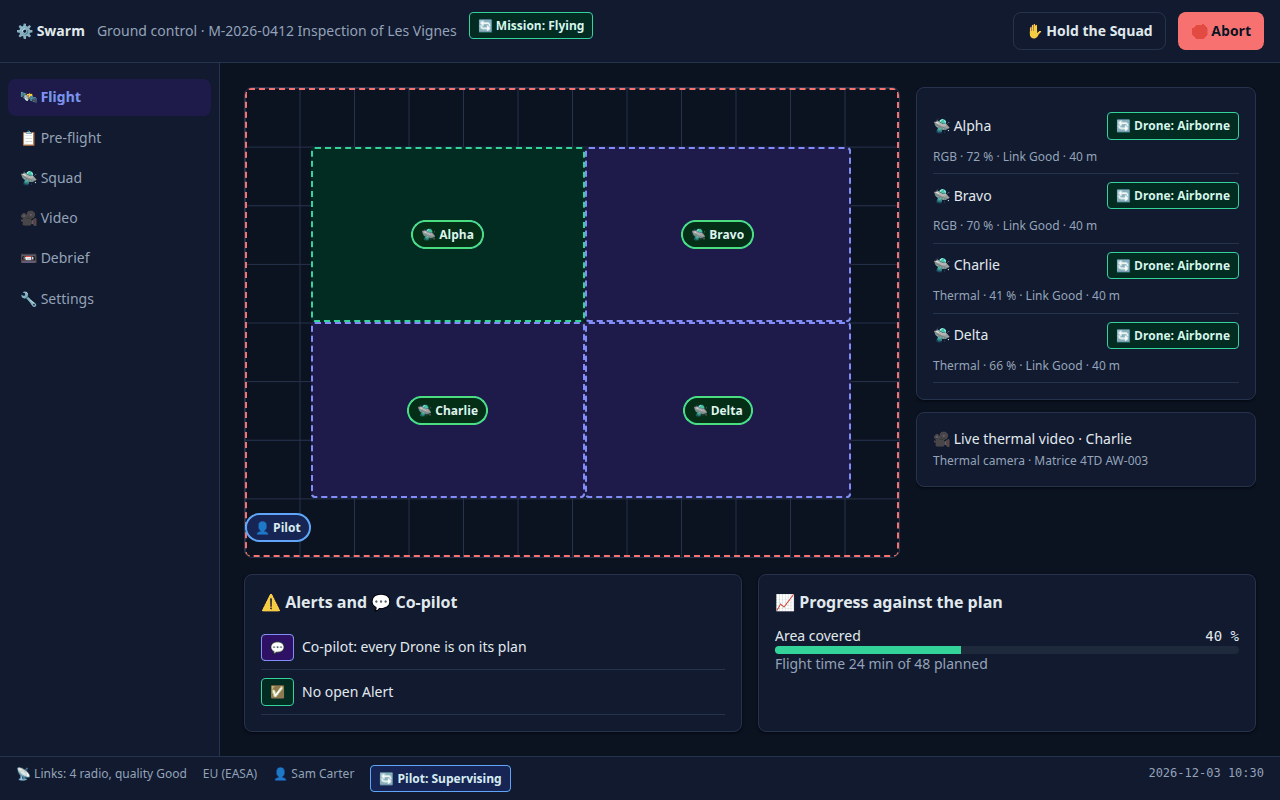 ⚙️ Swarm Ground control · M-2026-0412 Inspection of Les Vignes 🔄 Mission: Flying ✋ Hold the Squad 🛑 Abort
🛰️ Flight
📋 Pre-flight
🛸 Squad
🎥 Video
📼 Debrief
🔧 Settings
🛸 Alpha
🛸 Bravo
🛸 Charlie
🛸 Delta
👤 Pilot
🛸 Alpha 🔄 Drone: Airborne
RGB · 72 % · Link Good · 40 m
🛸 Bravo 🔄 Drone: Airborne
RGB · 70 % · Link Good · 40 m
🛸 Charlie 🔄 Drone: Airborne
Thermal · 41 % · Link Good · 40 m
🛸 Delta 🔄 Drone: Airborne
Thermal · 66 % · Link Good · 40 m
🎥 Live thermal video · Charlie
Thermal camera · Matrice 4TD AW-003
⚠️ Alerts and 💬 Co-pilot
💬 Co-pilot: every Drone is on its plan
✅ No open Alert
📈 Progress against the plan
Area covered 40 %
Flight time 24 min of 48 planned
📡 Links: 4 radio, quality Good EU (EASA) 👤 Sam Carter 🔄 Pilot: Supervising 2026-12-03 10:30